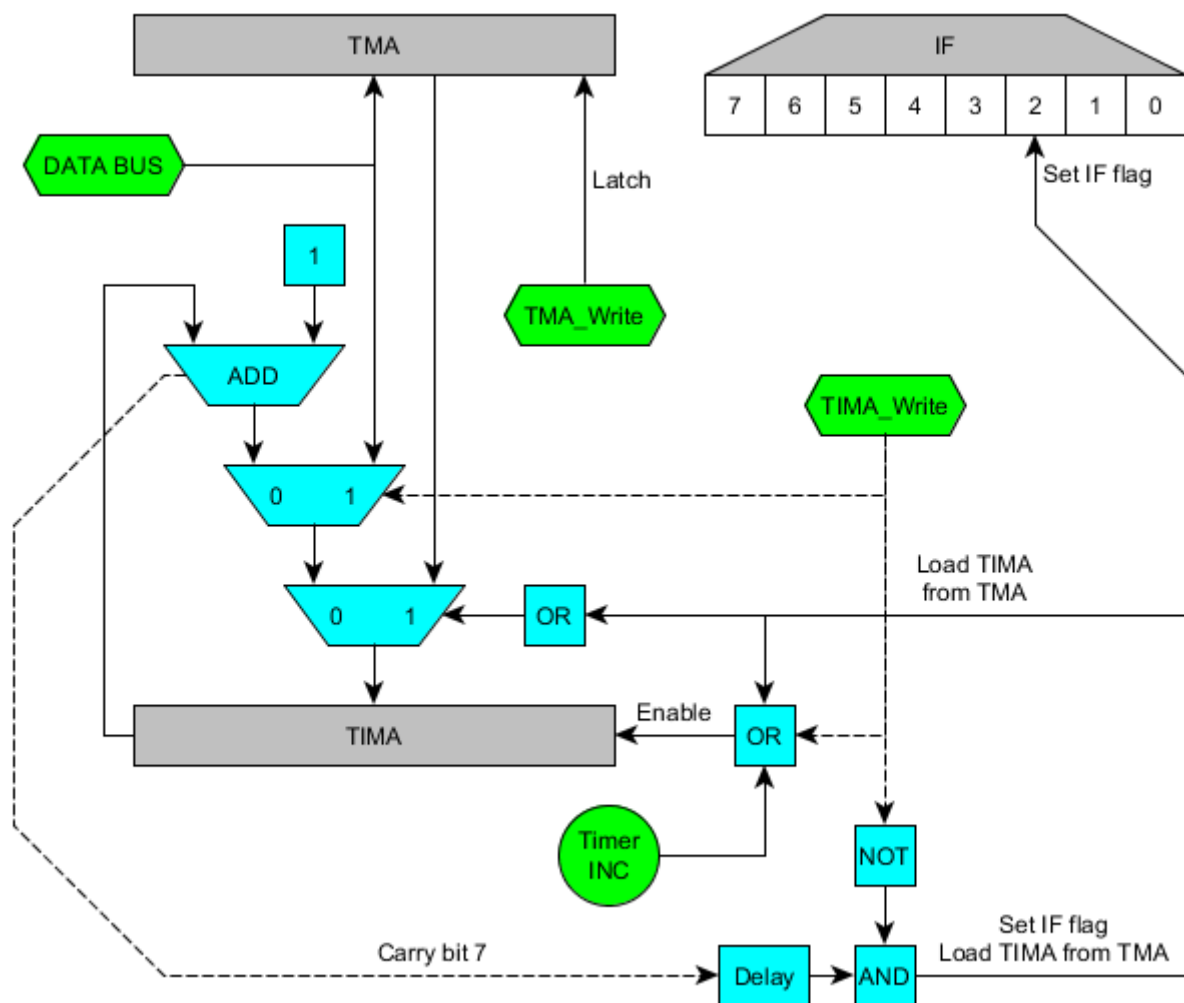 TMA
IF
7 6 5 4 3 2 1 0
DATA BUS
Latch
Set IF flag
1
TMA_Write
ADD
TIMA_Write
0 1
Load TIMA
from TMA
0 1
OR
Enable
TIMA
OR
Timer
INC
NOT
Set IF flag
Carry bit 7
Load TIMA from TMA
Delay
AND